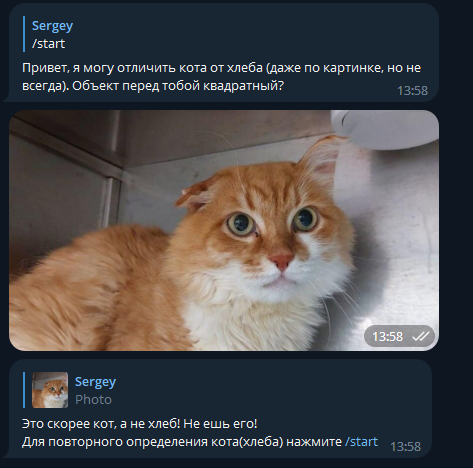 Sergey
/start
Привет, я могу отличить кота от хлеба (даже по картинке, но не
всегда). Объект перед тобой квадратный?
13:58
13:58
Sergey
Photo
Это скорее кот, а не хлеб! Не ешь его!
Для повторного определения кота(хлеба) нажмите /start
13:58